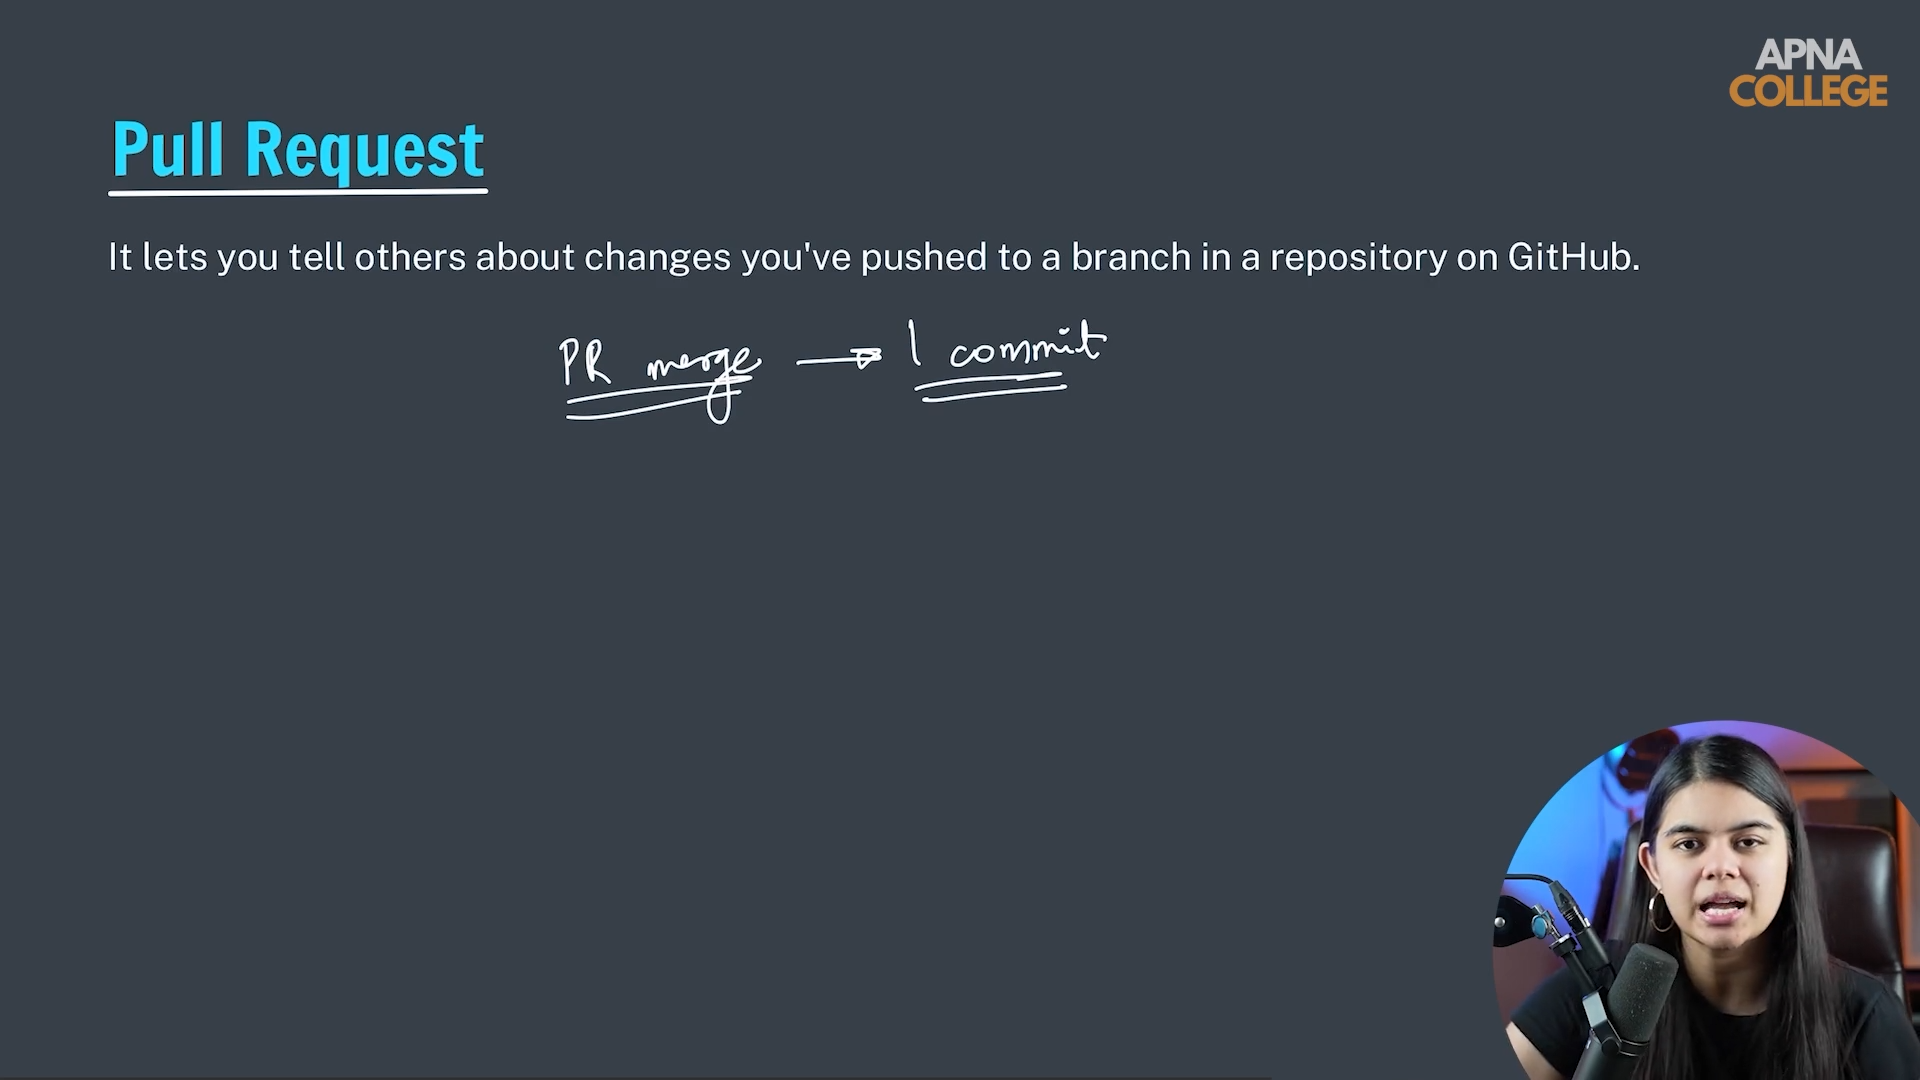 APNA
COLLEGE
Pull Request
It lets you tell others about changes you've pushed to a branch in a repository on GitHub.
PR merge → 1 commit